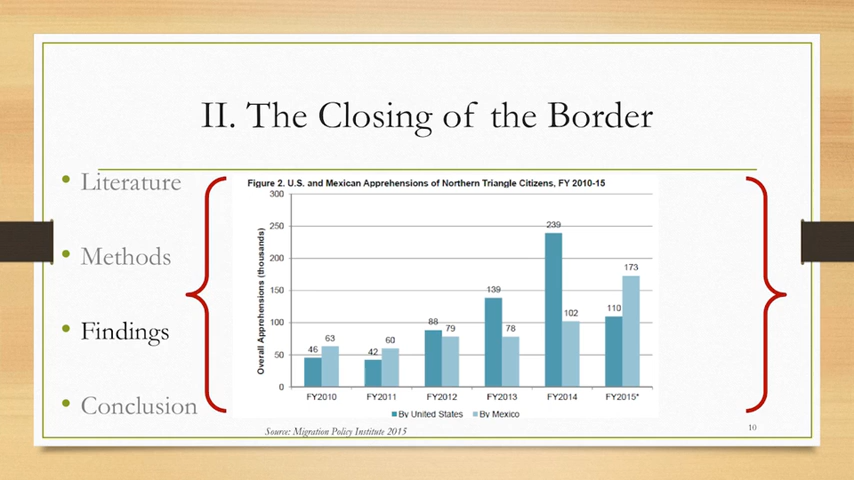 II. The Closing of the Border
• Literature
• Methods
• Findings
• Conclusion
Figure 2. U.S. and Mexican Apprehensions of Northern Triangle Citizens, FY 2010-15
Overall Apprehensions (thousands)
300
250
200
150
100
50
0
46 63
42 60
88 79
139 78
239 102
110 173
FY2010 FY2011 FY2012 FY2013 FY2014 FY2015*
By United States By Mexico
Source: Migration Policy Institute 2015
10